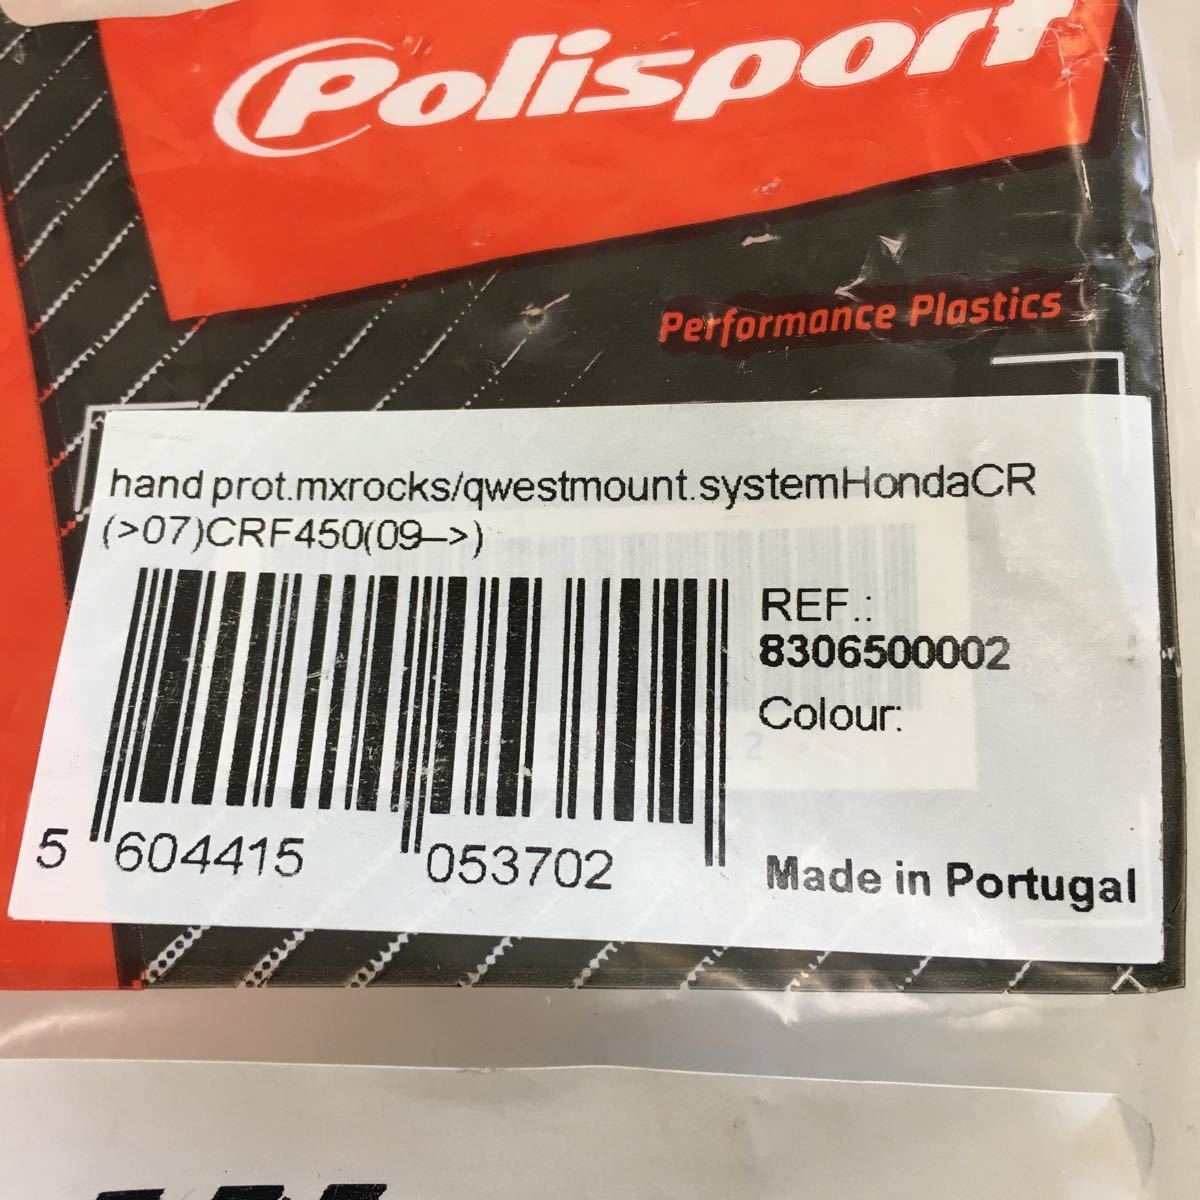 Polisport
Performance Plastics
hand prot.mxrocks/qwestmount.systemHondaCR
(>07)CRF450(09-->)
REF.:
8306500002
Colour:
5 604415 053702
Made in Portugal